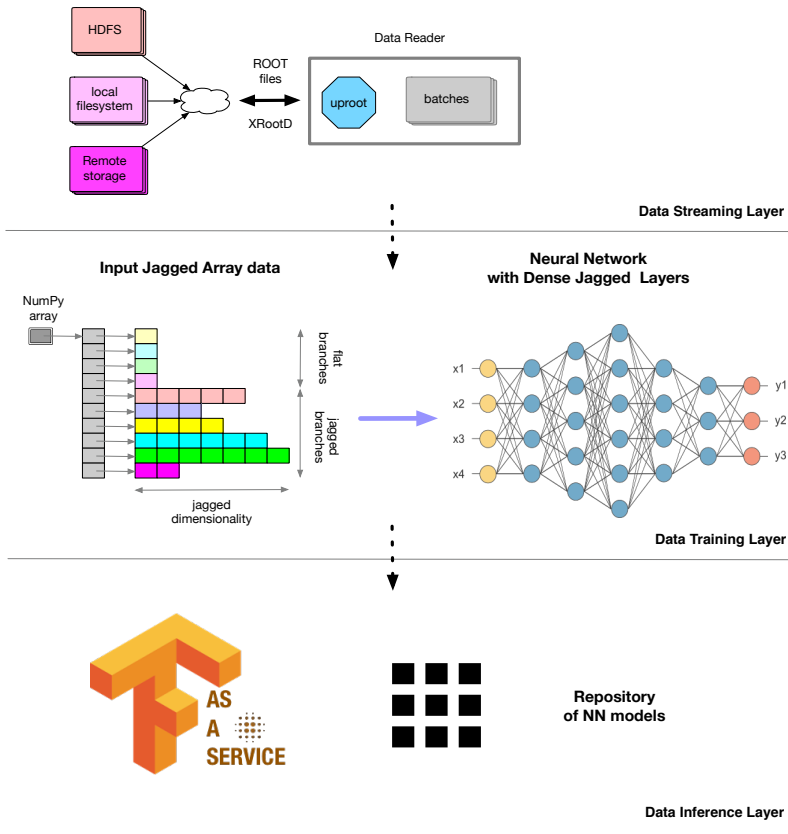 HDFS
local
filesystem
Remote
storage
ROOT
files
XRootD
Data Reader
uproot
batches
Data Streaming Layer
Input Jagged Array data
NumPy
array
flat
branches
jagged
branches
jagged
dimensionality
Neural Network
with Dense Jagged Layers
x1
x2
x3
x4
y1
y2
y3
Data Training Layer
AS
A
SERVICE
Repository
of NN models
Data Inference Layer